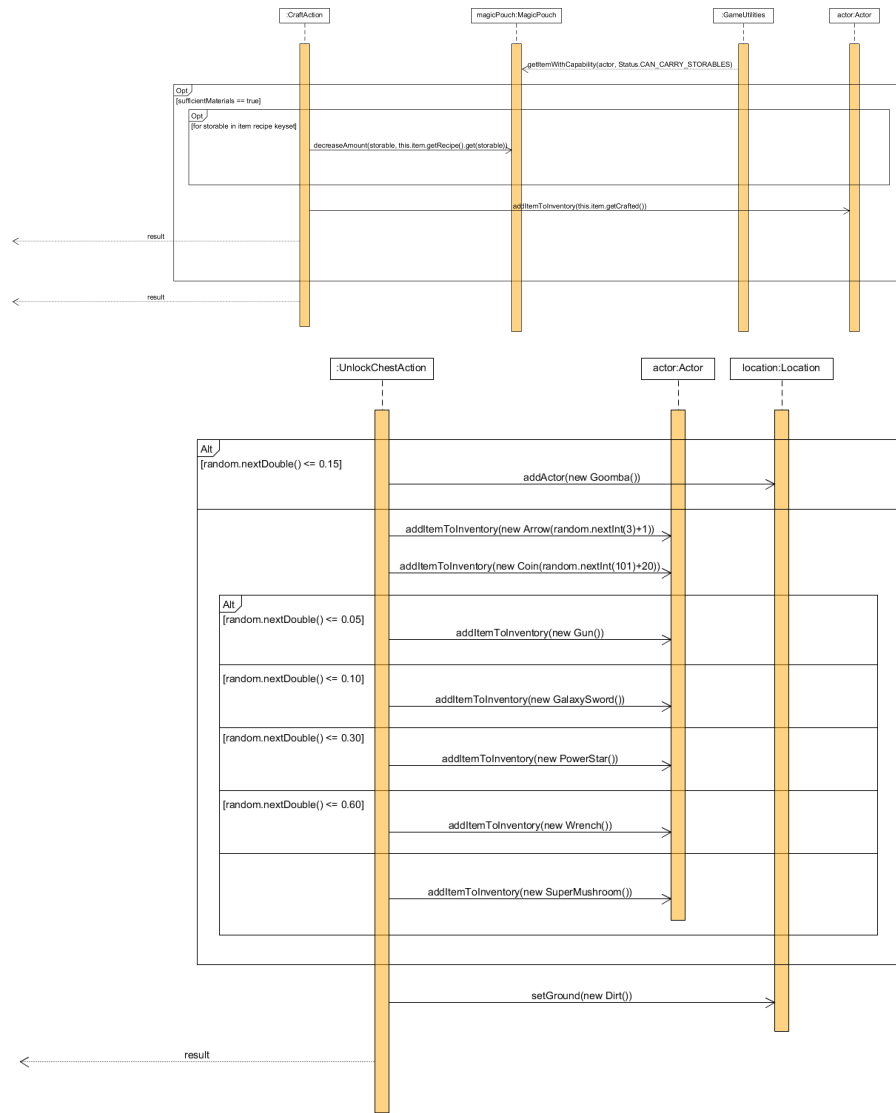 :CraftAction
magicPouch:MagicPouch
:GameUtilities
actor:Actor
getItemWithCapability(actor, Status.CAN_CARRY_STORABLES)
Opt
[sufficientMaterials == true]
Opt
[for storable in item recipe keyset]
decreaseAmount(storable, this.item.getRecipe().get(storable))
addItemToInventory(this.item.getCrafted())
result
result
:UnlockChestAction
actor:Actor
location:Location
Alt
[random.nextDouble() <= 0.15]
addActor(new Goomba())
addItemToInventory(new Arrow(random.nextInt(3)+1))
addItemToInventory(new Coin(random.nextInt(101)+20))
Alt
[random.nextDouble() <= 0.05]
addItemToInventory(new Gun())
[random.nextDouble() <= 0.10]
addItemToInventory(new GalaxySword())
[random.nextDouble() <= 0.30]
addItemToInventory(new PowerStar())
[random.nextDouble() <= 0.60]
addItemToInventory(new Wrench())
addItemToInventory(new SuperMushroom())
setGround(new Dirt())
result